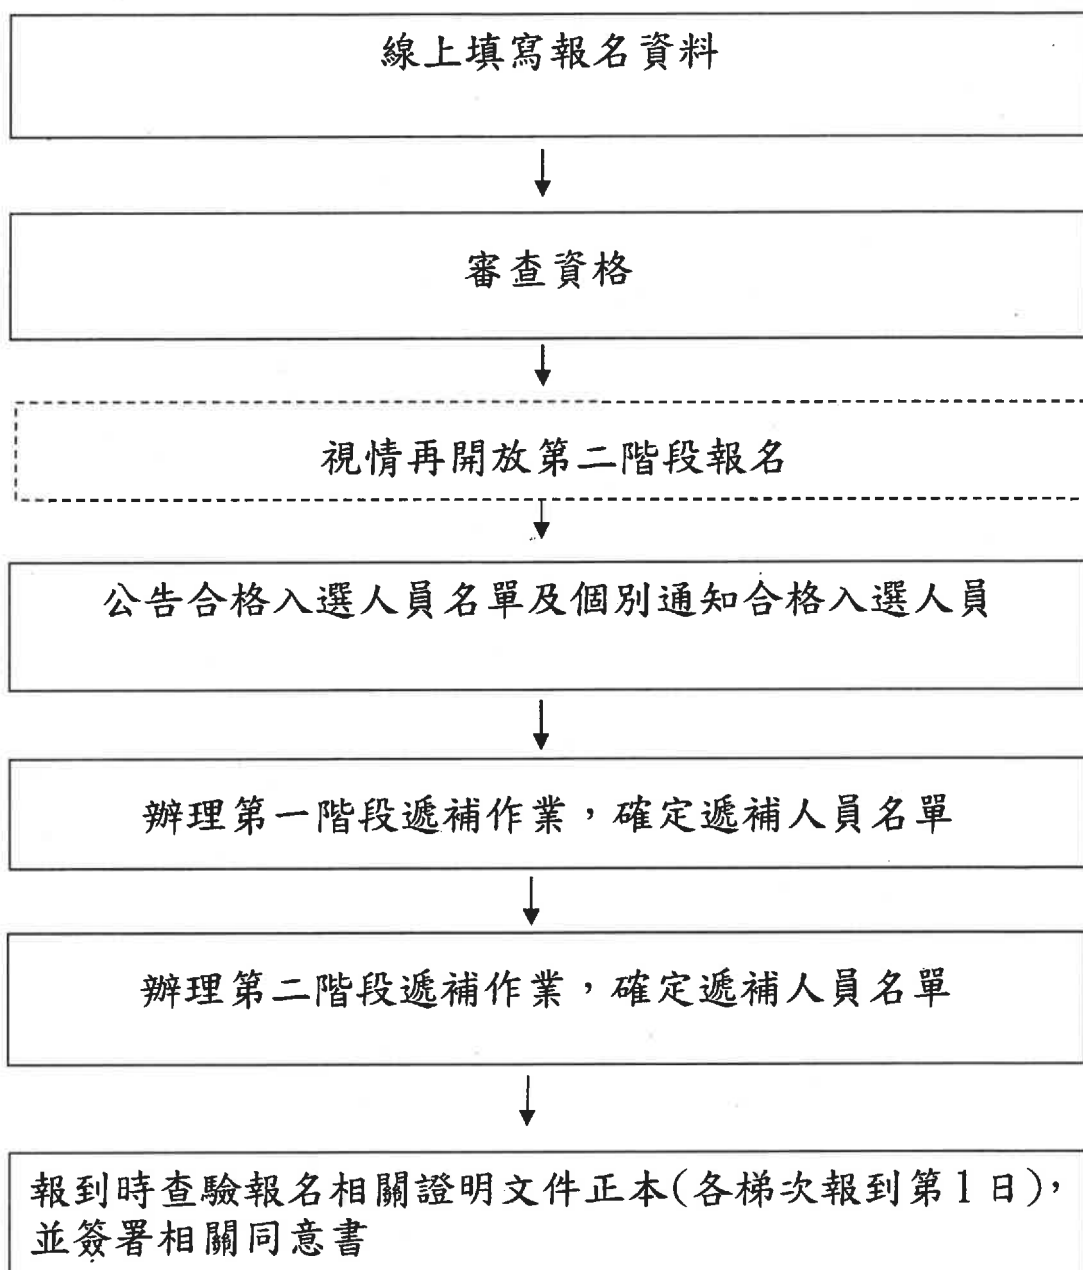 線上填寫報名資料
審查資格
視情再開放第二階段報名
公告合格入選人員名單及個別通知合格入選人員
辦理第一階段遞補作業，確定遞補人員名單
辦理第二階段遞補作業，確定遞補人員名單
報到時查驗報名相關證明文件正本(各梯次報到第1日)，
並簽署相關同意書